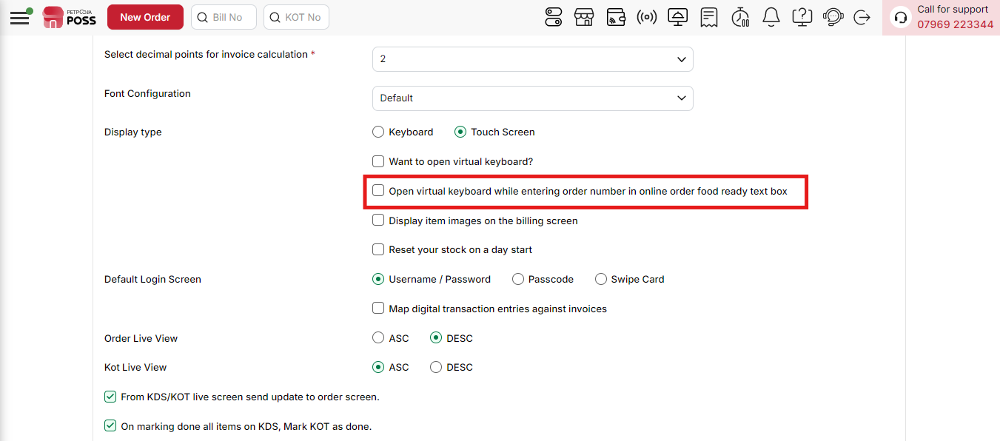 PETPOOJA
POSS
New Order
Bill No
KOT No
Call for support
07969 223344
Select decimal points for invoice calculation *
2
Font Configuration
Default
Display type
Keyboard
Touch Screen
Want to open virtual keyboard?
Open virtual keyboard while entering order number in online order food ready text box
Display item images on the billing screen
Reset your stock on a day start
Default Login Screen
Username / Password
Passcode
Swipe Card
Map digital transaction entries against invoices
Order Live View
ASC
DESC
Kot Live View
ASC
DESC
From KDS/KOT live screen send update to order screen.
On marking done all items on KDS, Mark KOT as done.